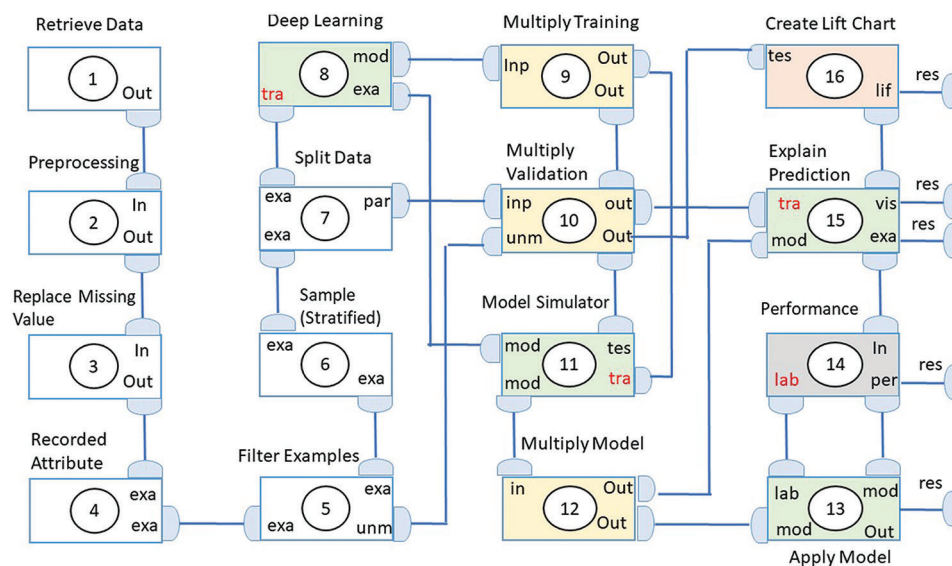 Retrieve Data
1
Out
Preprocessing
In
2
Out
Replace Missing
Value
In
3
Out
Recorded
Attribute
exa
4
exa
Deep Learning
mod
8
exa
tra
Split Data
exa
par
7
exa
Sample
(Stratified)
exa
6
exa
Filter Examples
exa
5
exa
unm
Multiply Training
Out
Inp
9
Out
Multiply
Validation
inp
out
10
unm
Out
Model Simulator
mod
tes
11
mod
tra
Multiply Model
in
Out
12
Out
Create Lift Chart
tes
16
lif
res
Explain
Prediction
tra
vis
res
15
mod
exa
res
Performance
In
14
lab
per
res
lab
mod
res
13
mod
Out
Apply Model